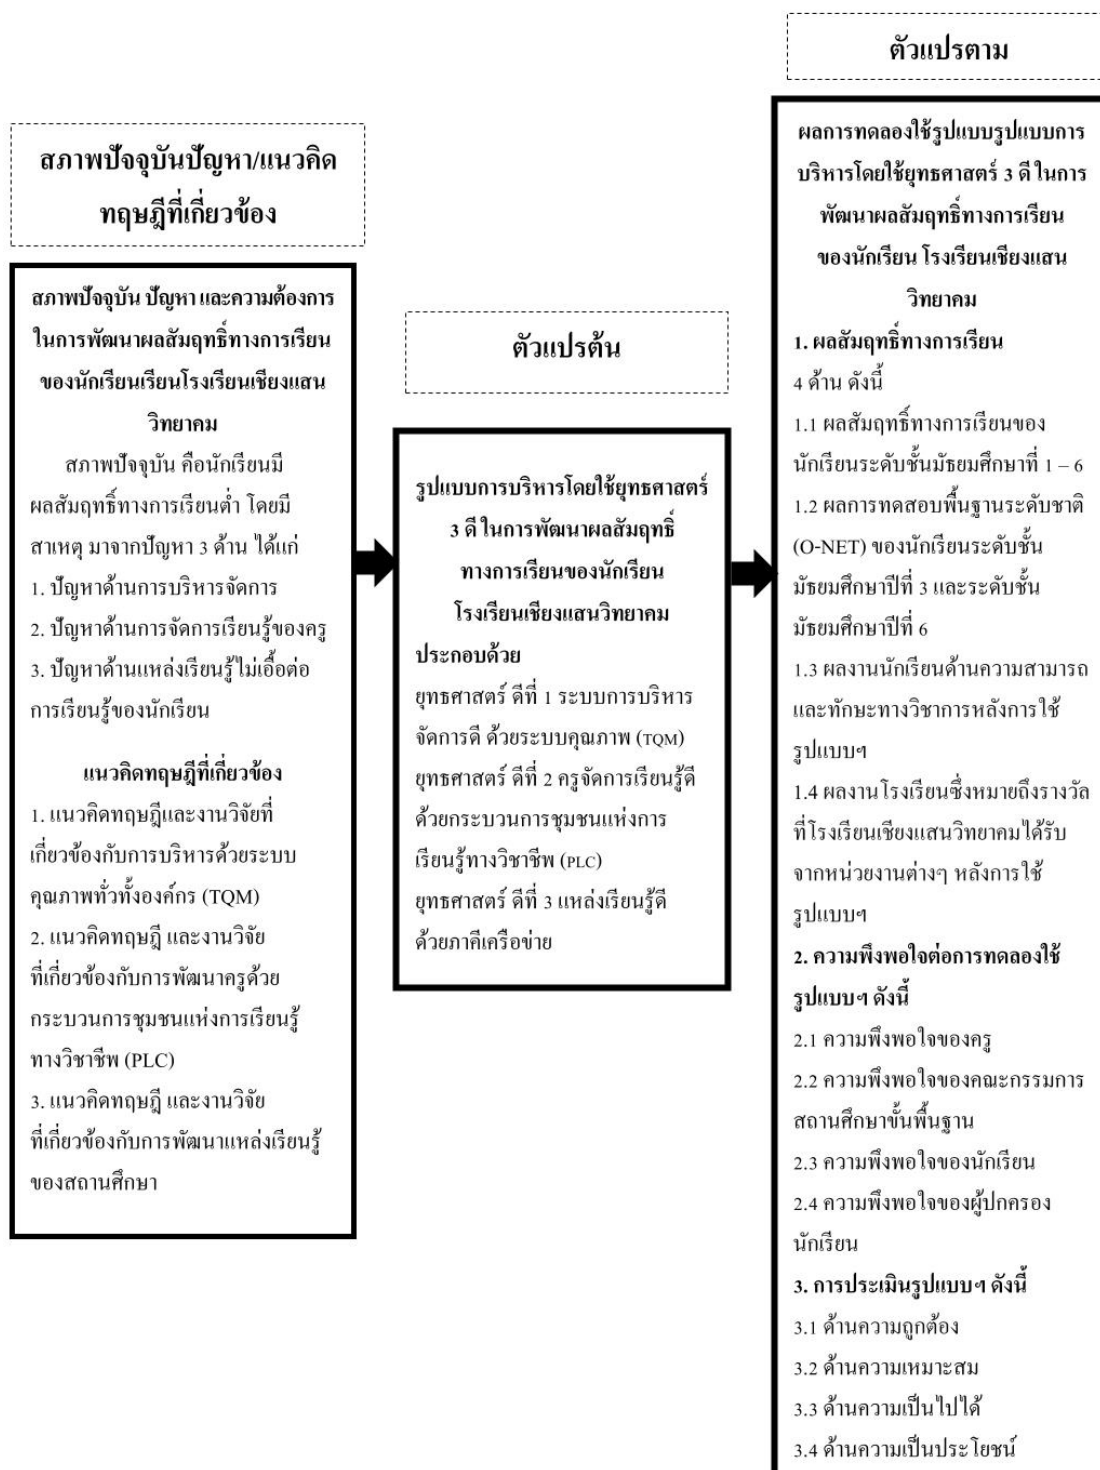 สภาพปัจจุบันปัญหา/แนวคิด
ทฤษฎีที่เกี่ยวข้อง
สภาพปัจจุบัน ปัญหา และความต้องการ
ในการพัฒนาผลสัมฤทธิ์ทางการเรียน
ของนักเรียนเรียนโรงเรียนเชียงแสน
วิทยาคม
สภาพปัจจุบัน คือนักเรียนมี
ผลสัมฤทธิ์ทางการเรียนต่ำ โดยมี
สาเหตุ มาจากปัญหา 3 ด้าน ได้แก่
1. ปัญหาด้านการบริหารจัดการ
2. ปัญหาด้านการจัดการเรียนรู้ของครู
3. ปัญหาด้านแหล่งเรียนรู้ไม่เอื้อต่อ
การเรียนรู้ของนักเรียน
แนวคิดทฤษฎีที่เกี่ยวข้อง
1. แนวคิดทฤษฎีและงานวิจัยที่
เกี่ยวข้องกับการบริหารด้วยระบบ
คุณภาพทั่วทั้งองค์กร (TQM)
2. แนวคิดทฤษฎี และงานวิจัย
ที่เกี่ยวข้องกับการพัฒนาครูด้วย
กระบวนการชุมชนแห่งการเรียนรู้
ทางวิชาชีพ (PLC)
3. แนวคิดทฤษฎี และงานวิจัย
ที่เกี่ยวข้องกับการพัฒนาแหล่งเรียนรู้
ของสถานศึกษา
ตัวแปรต้น
รูปแบบการบริหารโดยใช้ยุทธศาสตร์
3 ดี ในการพัฒนาผลสัมฤทธิ์
ทางการเรียนของนักเรียน
โรงเรียนเชียงแสนวิทยาคม
ประกอบด้วย
ยุทธศาสตร์ ดีที่ 1 ระบบการบริหาร
จัดการดี ด้วยระบบคุณภาพ (TQM)
ยุทธศาสตร์ ดีที่ 2 ครูจัดการเรียนรู้ดี
ด้วยกระบวนการชุมชนแห่งการ
เรียนรู้ทางวิชาชีพ (PLC)
ยุทธศาสตร์ ดีที่ 3 แหล่งเรียนรู้ดี
ด้วยภาคีเครือข่าย
ตัวแปรตาม
ผลการทดลองใช้รูปแบบรูปแบบการ
บริหารโดยใช้ยุทธศาสตร์ 3 ดี ในการ
พัฒนาผลสัมฤทธิ์ทางการเรียน
ของนักเรียน โรงเรียนเชียงแสน
วิทยาคม
1. ผลสัมฤทธิ์ทางการเรียน
4 ด้าน ดังนี้
1.1 ผลสัมฤทธิ์ทางการเรียนของ
นักเรียนระดับชั้นมัธยมศึกษาที่ 1 – 6
1.2 ผลการทดสอบพื้นฐานระดับชาติ
(O-NET) ของนักเรียนระดับชั้น
มัธยมศึกษาปีที่ 3 และระดับชั้น
มัธยมศึกษาปีที่ 6
1.3 ผลงานนักเรียนด้านความสามารถ
และทักษะทางวิชาการหลังการใช้
รูปแบบฯ
1.4 ผลงานโรงเรียนซึ่งหมายถึงรางวัล
ที่โรงเรียนเชียงแสนวิทยาคมได้รับ
จากหน่วยงานต่างๆ หลังการใช้
รูปแบบฯ
2. ความพึงพอใจต่อการทดลองใช้
รูปแบบฯ ดังนี้
2.1 ความพึงพอใจของครู
2.2 ความพึงพอใจของคณะกรรมการ
สถานศึกษาขั้นพื้นฐาน
2.3 ความพึงพอใจของนักเรียน
2.4 ความพึงพอใจของผู้ปกครอง
นักเรียน
3. การประเมินรูปแบบฯ ดังนี้
3.1 ด้านความถูกต้อง
3.2 ด้านความเหมาะสม
3.3 ด้านความเป็นไปได้
3.4 ด้านความเป็นประโยชน์